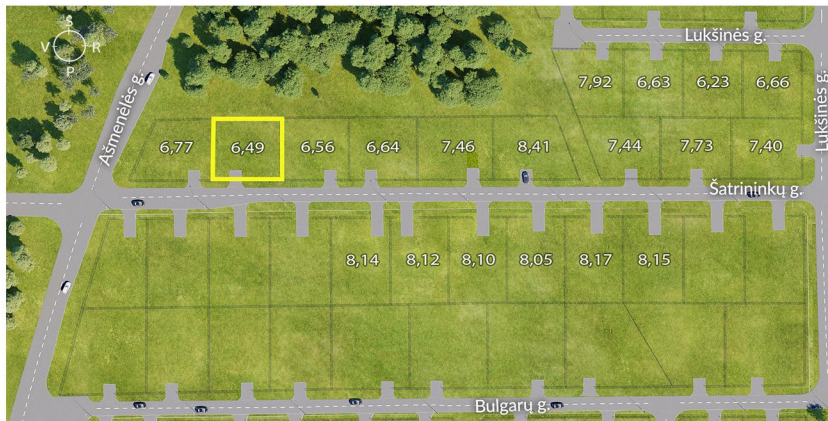 Š
V R
P
Lukšinės g.
7,92 6,63 6,23 6,66
Ašmenėlės g.
Lukšinės g.
6,77 6,49 6,56 6,64 7,46 8,41 7,44 7,73 7,40
Šatrininkų g.
8,14 8,12 8,10 8,05 8,17 8,15
Bulgarų g.